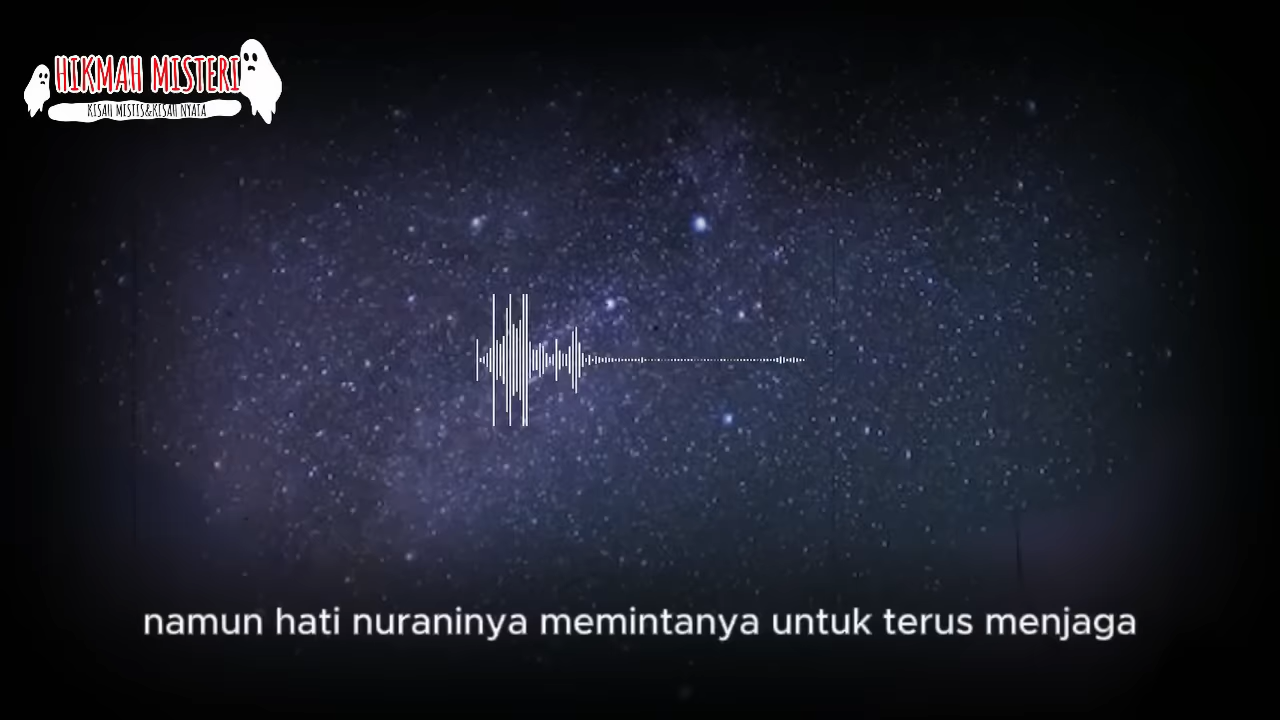 HIKMAH MISTERI
KISAH MISTIS&KISAH NYATA
namun hati nuraninya memintanya untuk terus menjaga